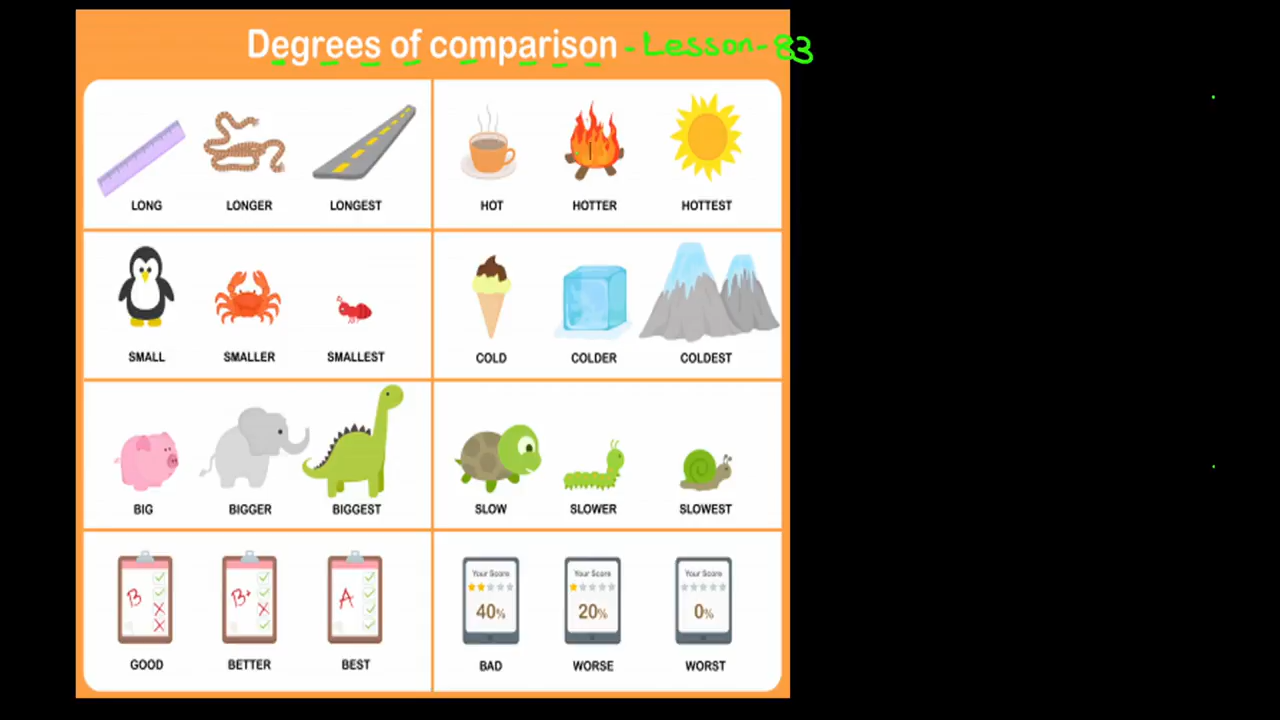 Degrees of comparison - Lesson - 83
LONG LONGER LONGEST
HOT HOTTER HOTTEST
SMALL SMALLER SMALLEST
COLD COLDER COLDEST
BIG BIGGER BIGGEST
SLOW SLOWER SLOWEST
B B+ A
GOOD BETTER BEST
Your Score Your Score Your Score
40% 20% 0%
BAD WORSE WORST